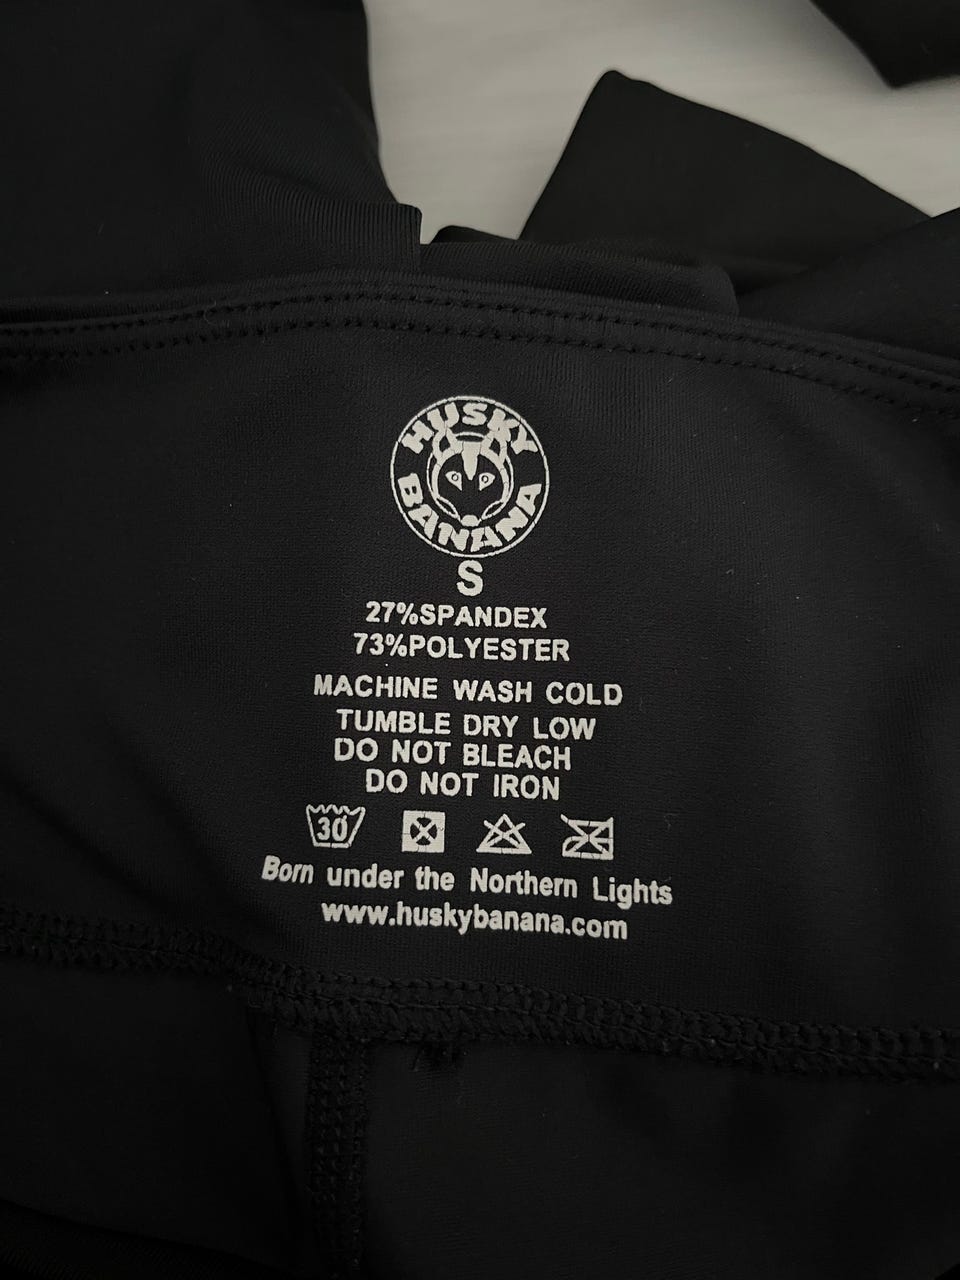 HUSKY
BANANA
S
27%SPANDEX
73%POLYESTER
MACHINE WASH COLD
TUMBLE DRY LOW
DO NOT BLEACH
DO NOT IRON
30
Born under the Northern Lights
www.huskybanana.com